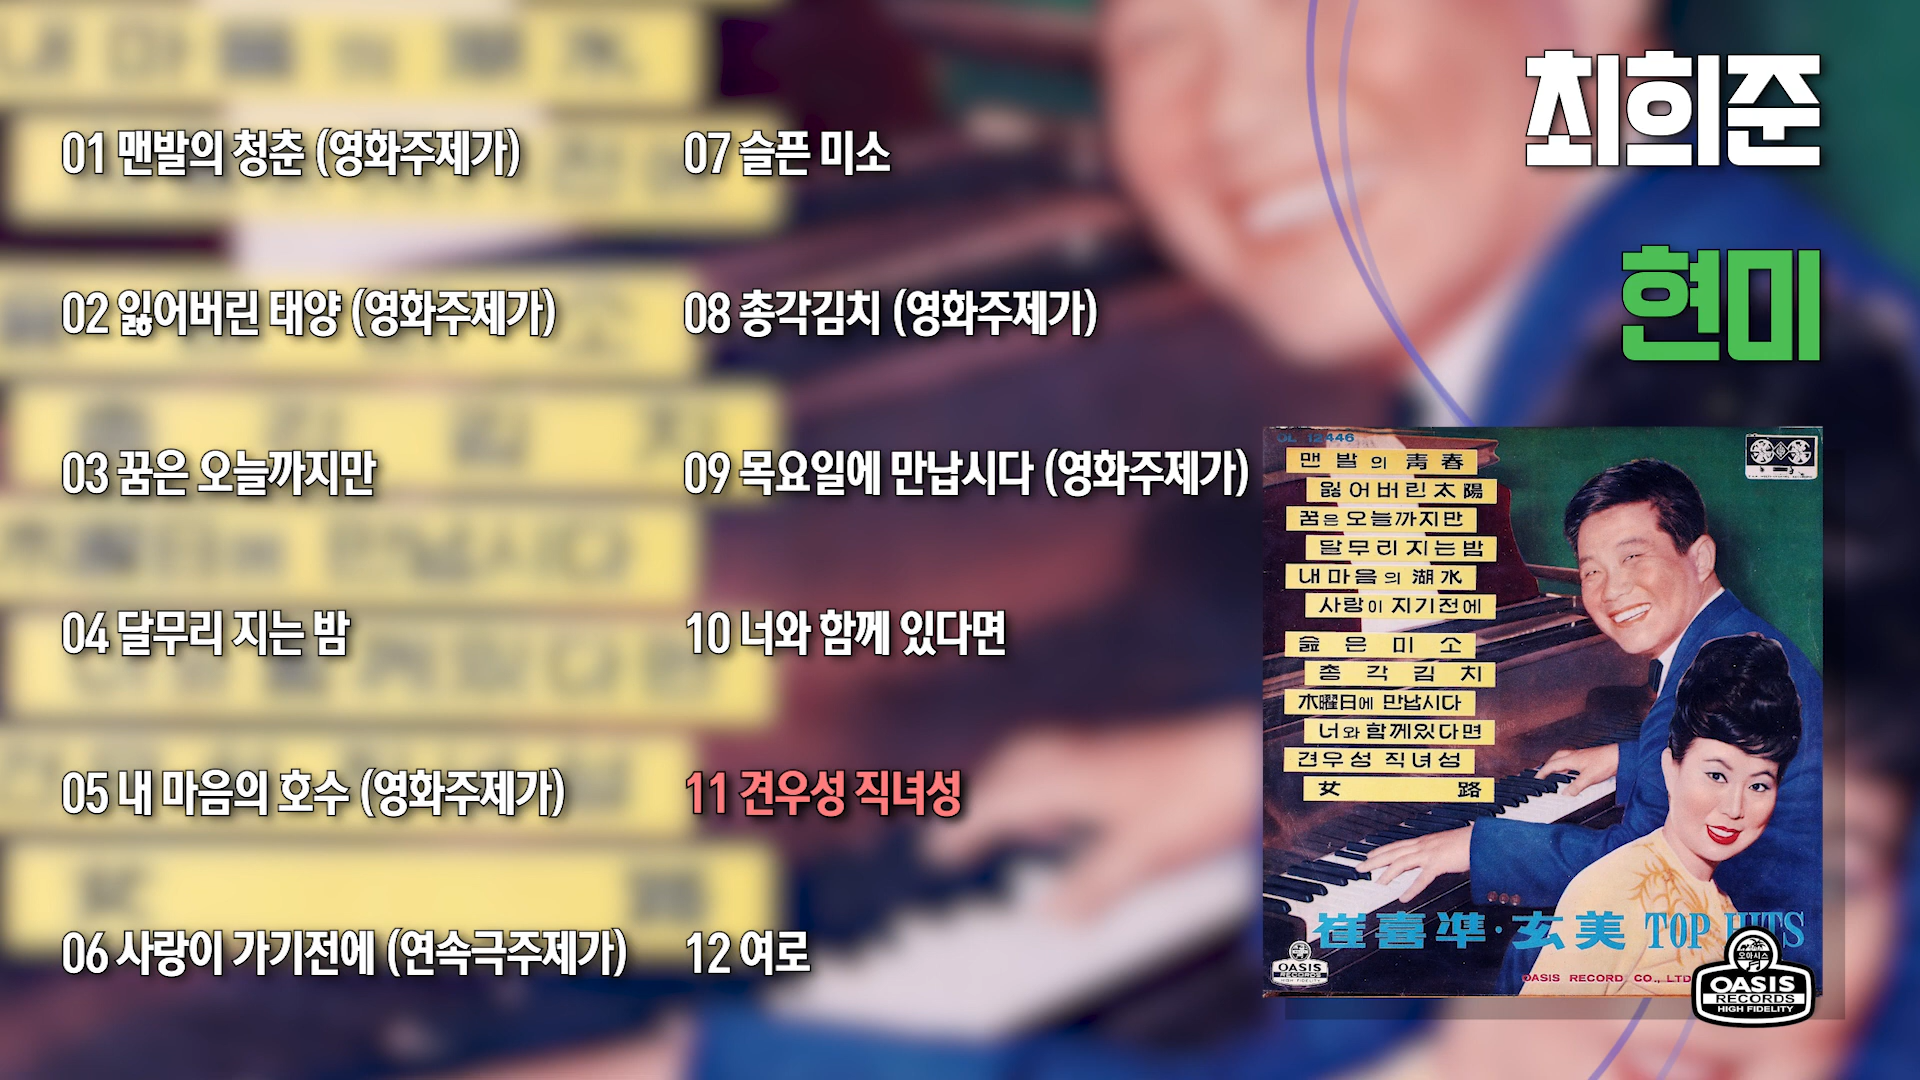 01 맨발의 청춘 (영화주제가)
02 잃어버린 태양 (영화주제가)
03 꿈은 오늘까지만
04 달무리 지는 밤
05 내 마음의 호수 (영화주제가)
06 사랑이 가기전에 (연속극주제가)
07 슬픈 미소
08 총각김치 (영화주제가)
09 목요일에 만납시다 (영화주제가)
10 너와 함께 있다면
11 견우성 직녀성
12 여로
최희준
현미
OL 12446
맨발의 靑春
잃어버린 太陽
꿈은 오늘까지만
달무리 지는 밤
내마음의 湖水
사랑이 지기전에
슲은 미소
총각김치
木曜日에 만납시다
너와 함께있다면
견우성 직녀성
女路
崔喜準·玄美 TOP HITS
OASIS
RECORDS
HIGH FIDELITY
OASIS RECORD CO., LTD
오아시스
OASIS
RECORDS
HIGH FIDELITY